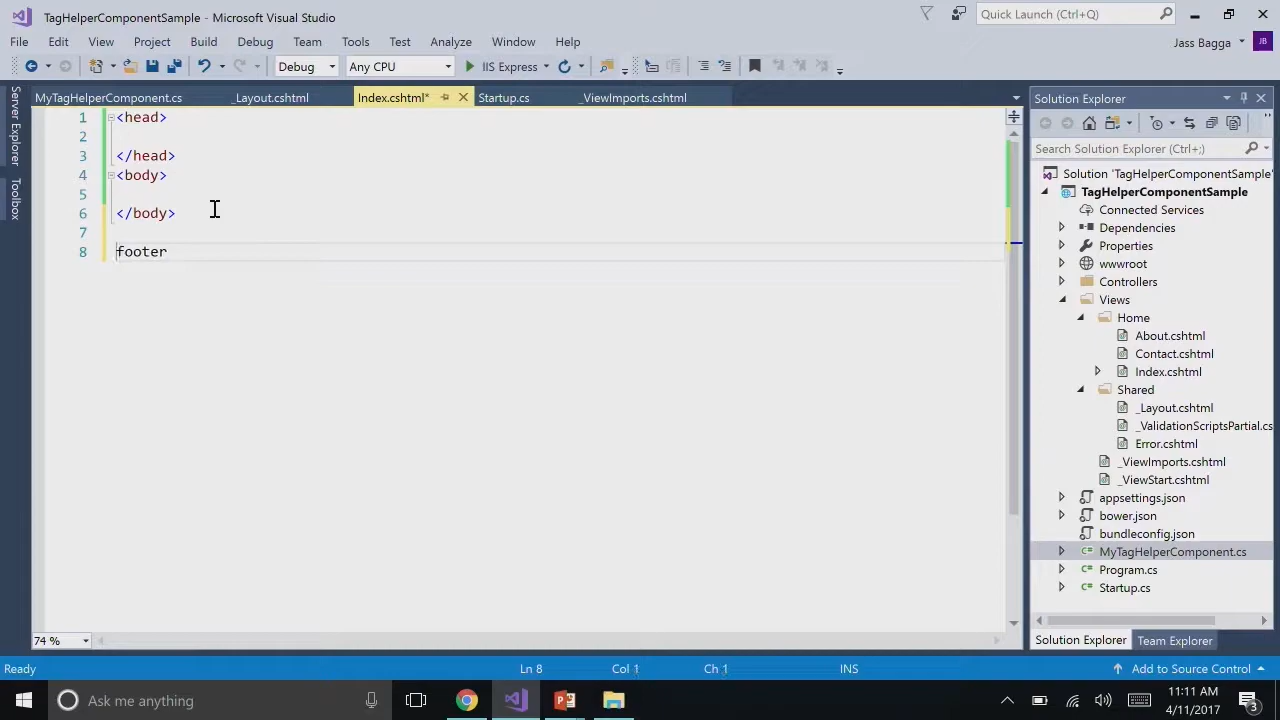 TagHelperComponentSample - Microsoft Visual Studio
Quick Launch (Ctrl+Q)
File Edit View Project Build Debug Team Tools Test Analyze Window Help
Jass Bagga JB
Debug Any CPU IIS Express
Server Explorer
Toolbox
MyTagHelperComponent.cs _Layout.cshtml Index.cshtml* Startup.cs _ViewImports.cshtml
1 <head>
2
3 </head>
4 <body>
5
6 </body>
7
8 footer
74 %
Solution Explorer
Search Solution Explorer (Ctrl+;)
Solution 'TagHelperComponentSample'
TagHelperComponentSample
Connected Services
Dependencies
Properties
wwwroot
Controllers
Views
Home
About.cshtml
Contact.cshtml
Index.cshtml
Shared
_Layout.cshtml
_ValidationScriptsPartial.cs
Error.cshtml
_ViewImports.cshtml
_ViewStart.cshtml
appsettings.json
bower.json
bundleconfig.json
MyTagHelperComponent.cs
Program.cs
Startup.cs
Solution Explorer Team Explorer
Ready Ln 8 Col 1 Ch 1 INS Add to Source Control
Ask me anything
11:11 AM
4/11/2017
3